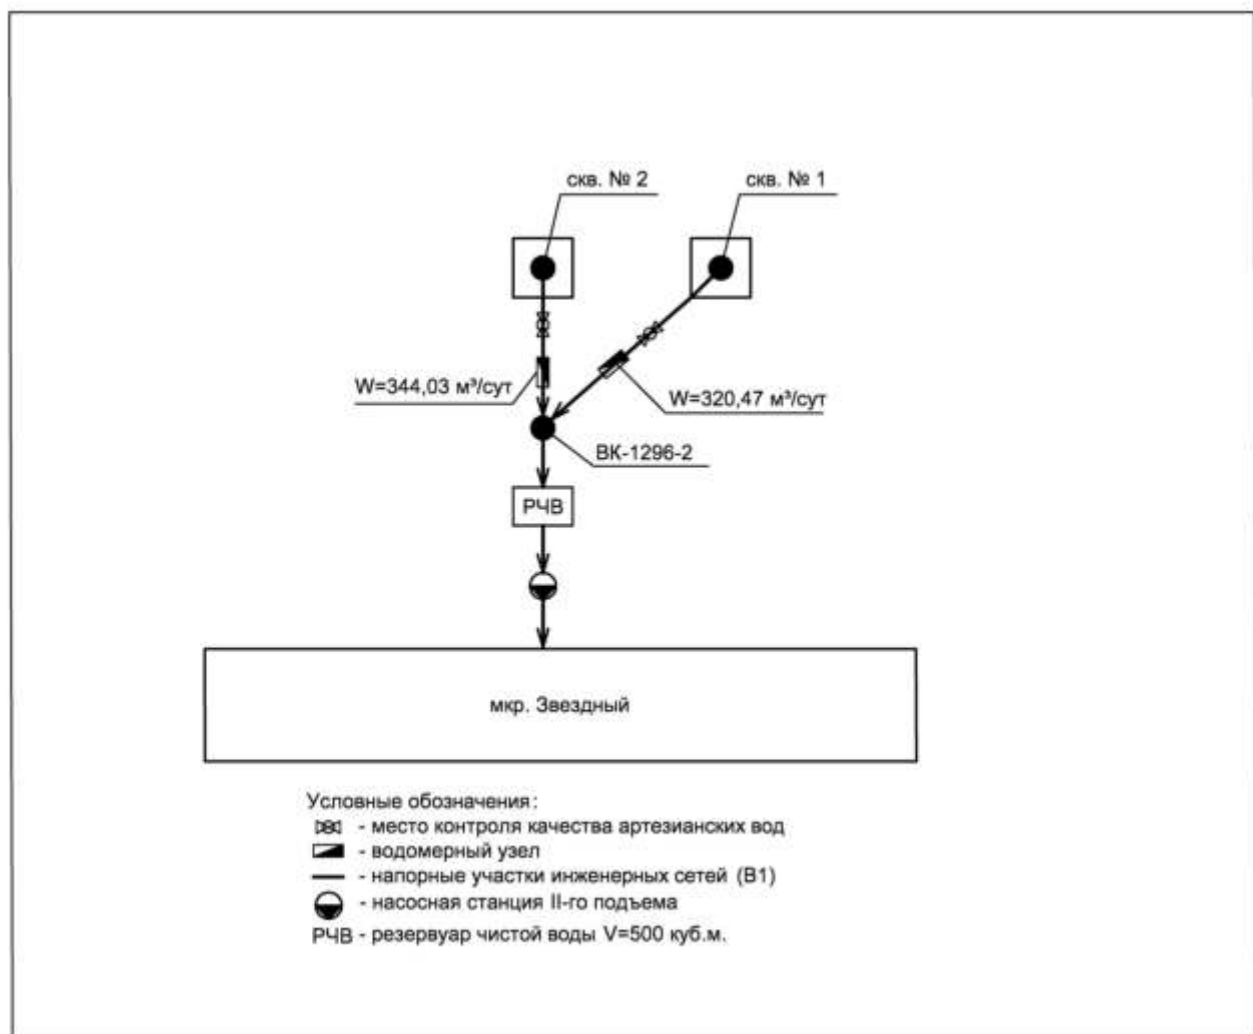 скв. № 2
скв. № 1
W=344,03 м³/сут
W=320,47 м³/сут
ВК-1296-2
РЧВ
мкр. Звездный
Условные обозначения:
- место контроля качества артезианских вод
- водомерный узел
- напорные участки инженерных сетей (В1)
- насосная станция II-го подъема
РЧВ - резервуар чистой воды V=500 куб.м.